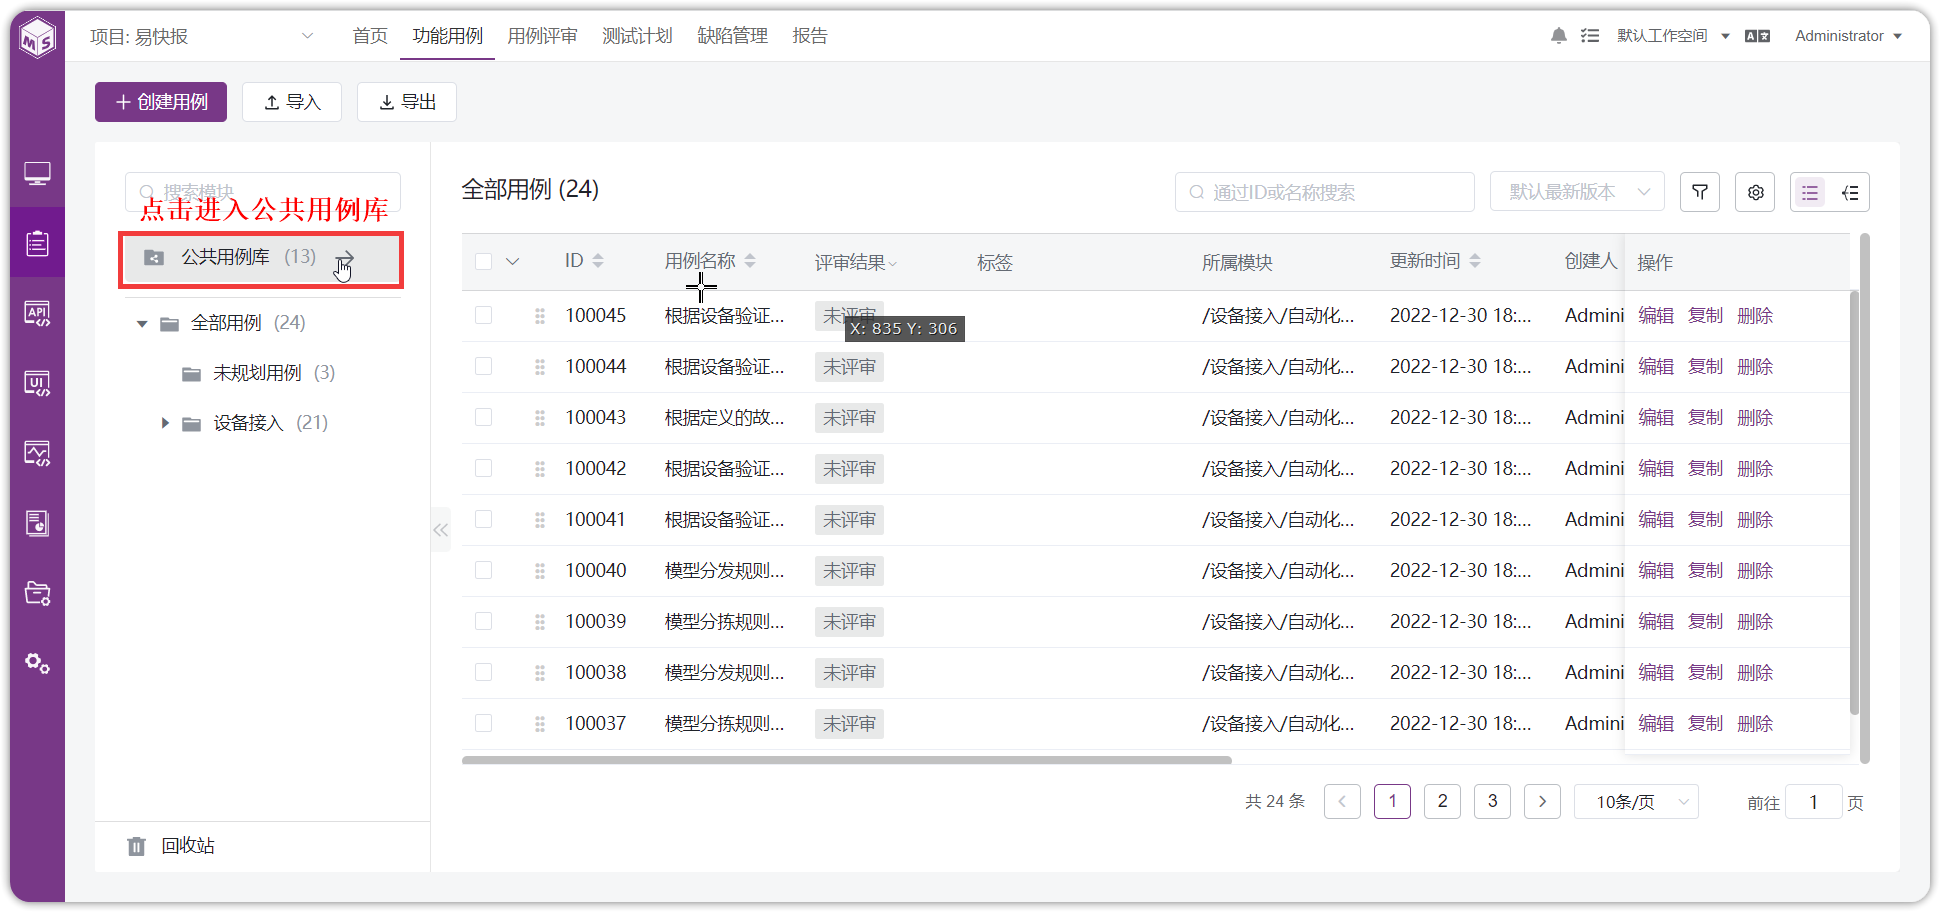 项目: 易快报
首页
功能用例
用例评审
测试计划
缺陷管理
报告
默认工作空间
Administrator
创建用例
导入
导出
搜索模块
点击进入公共用例库
公共用例库 (13)
全部用例 (24)
未规划用例 (3)
设备接入 (21)
回收站
API
UI
全部用例 (24)
通过ID或名称搜索
默认最新版本
ID 用例名称 评审结果 标签 所属模块 更新时间 创建人 操作
100045 根据设备验证... 未评审 /设备接入/自动化... 2022-12-30 18:... Admini 编辑 复制 删除
X: 835 Y: 306
100044 根据设备验证... 未评审 /设备接入/自动化... 2022-12-30 18:... Admini 编辑 复制 删除
100043 根据定义的故... 未评审 /设备接入/自动化... 2022-12-30 18:... Admini 编辑 复制 删除
100042 根据设备验证... 未评审 /设备接入/自动化... 2022-12-30 18:... Admini 编辑 复制 删除
100041 根据设备验证... 未评审 /设备接入/自动化... 2022-12-30 18:... Admini 编辑 复制 删除
100040 模型分发规则... 未评审 /设备接入/自动化... 2022-12-30 18:... Admini 编辑 复制 删除
100039 模型分拣规则... 未评审 /设备接入/自动化... 2022-12-30 18:... Admini 编辑 复制 删除
100038 模型分发规则... 未评审 /设备接入/自动化... 2022-12-30 18:... Admini 编辑 复制 删除
100037 模型分拣规则... 未评审 /设备接入/自动化... 2022-12-30 18:... Admini 编辑 复制 删除
共 24 条 1 2 3 10条/页 前往 1 页